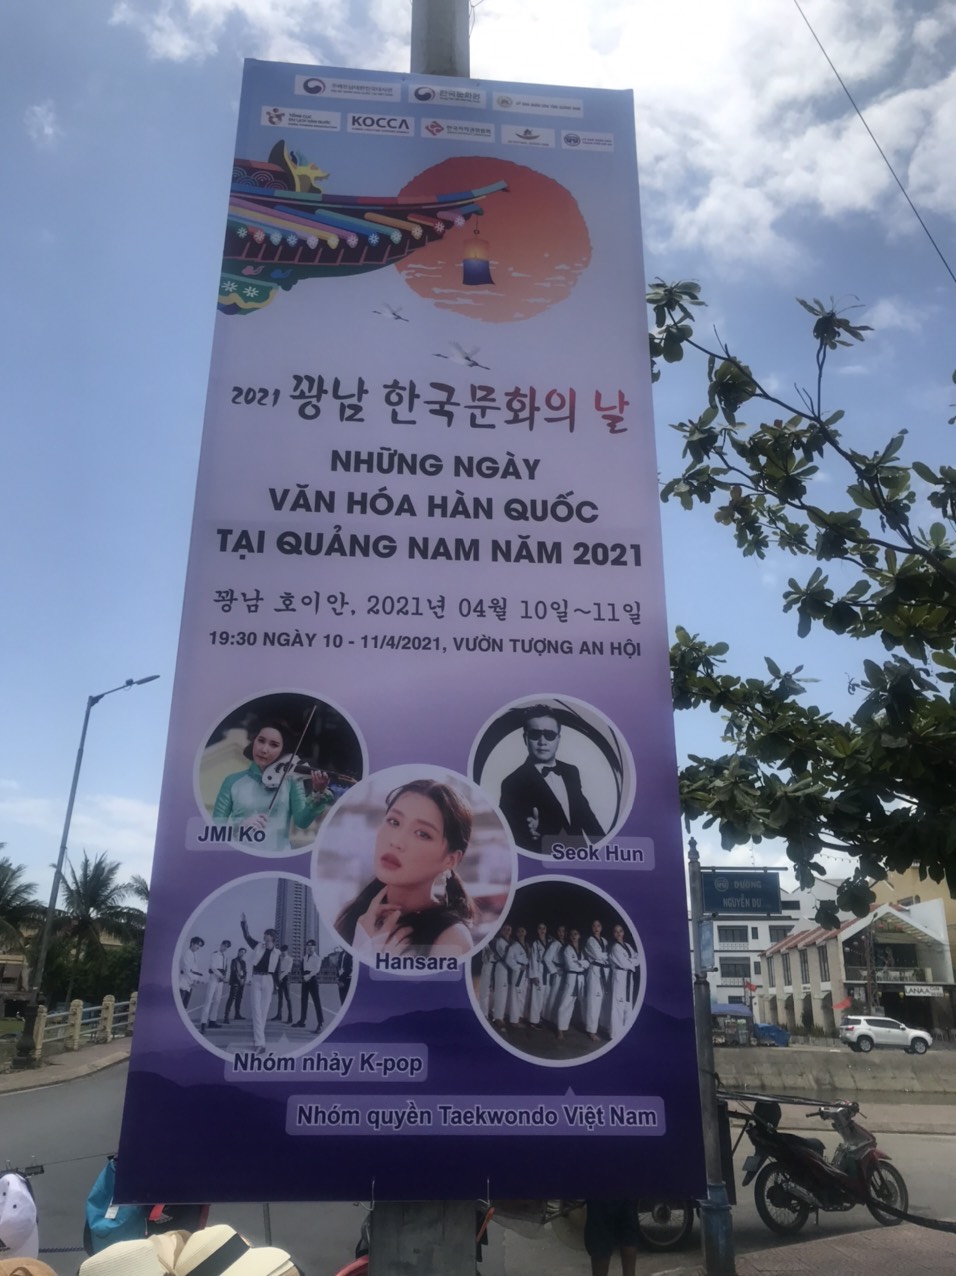 KOCCA
2021 꽝남 한국문화의 날
NHỮNG NGÀY
VĂN HÓA HÀN QUỐC
TẠI QUẢNG NAM NĂM 2021
꽝남 호이안, 2021년 04월 10일~11일
19:30 NGÀY 10 - 11/4/2021, VƯỜN TƯỢNG AN HỘI
JMI Ko
Seok Hun
Hansara
Nhóm nhảy K-pop
Nhóm quyền Taekwondo Việt Nam
ĐƯỜNG
NGUYỄN DU